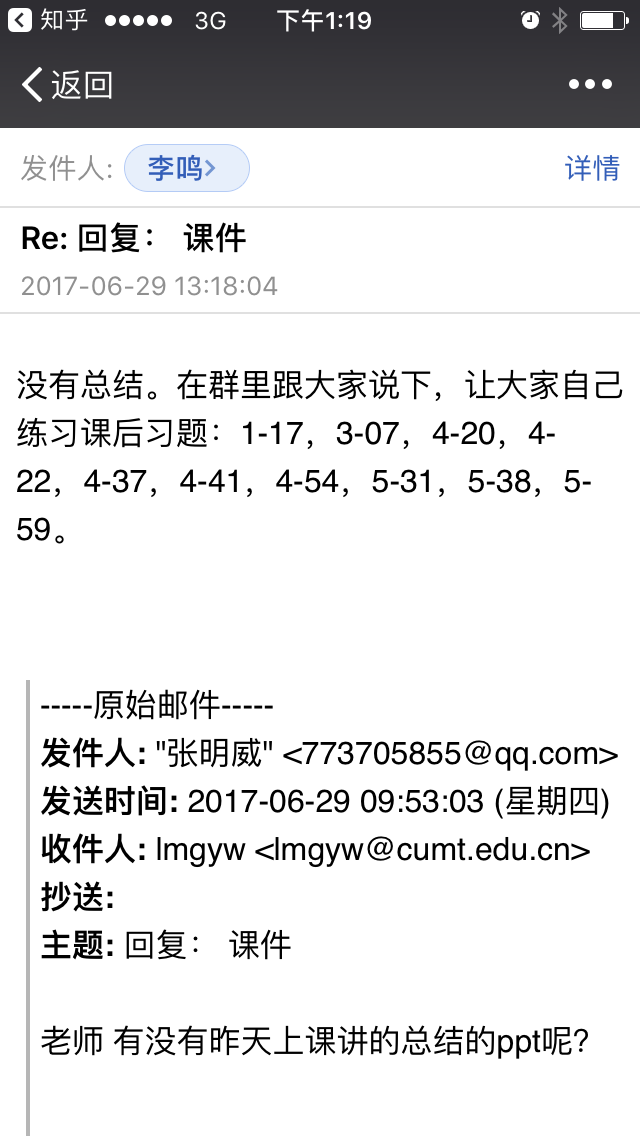 知乎 3G 下午1:19
返回
发件人: 李鸣 详情
Re: 回复： 课件
2017-06-29 13:18:04
没有总结。在群里跟大家说下，让大家自己
练习课后习题：1-17，3-07，4-20，4-
22，4-37，4-41，4-54，5-31，5-38，5-
59。
-----原始邮件-----
发件人: "张明威" <773705855@qq.com>
发送时间: 2017-06-29 09:53:03 (星期四)
收件人: lmgyw <lmgyw@cumt.edu.cn>
抄送:
主题: 回复： 课件
老师 有没有昨天上课讲的总结的ppt呢？